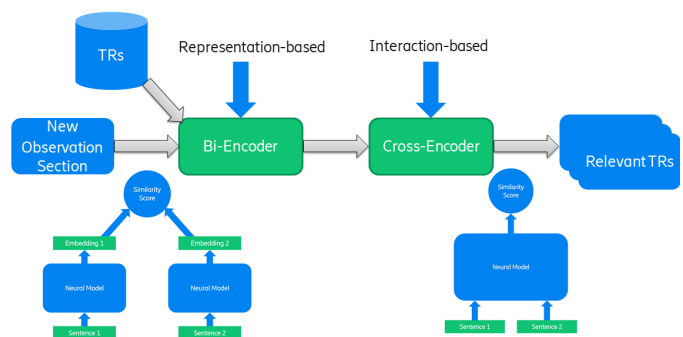 TRs
Representation-based
Interaction-based
New
Observation
Section
Bi-Encoder
Cross-Encoder
Relevant TRs
Similarity
Score
Embedding 1
Embedding 2
Neural Model
Neural Model
Sentence 1
Sentence 2
Similarity
Score
Neural Model
Sentence 1
Sentence 2